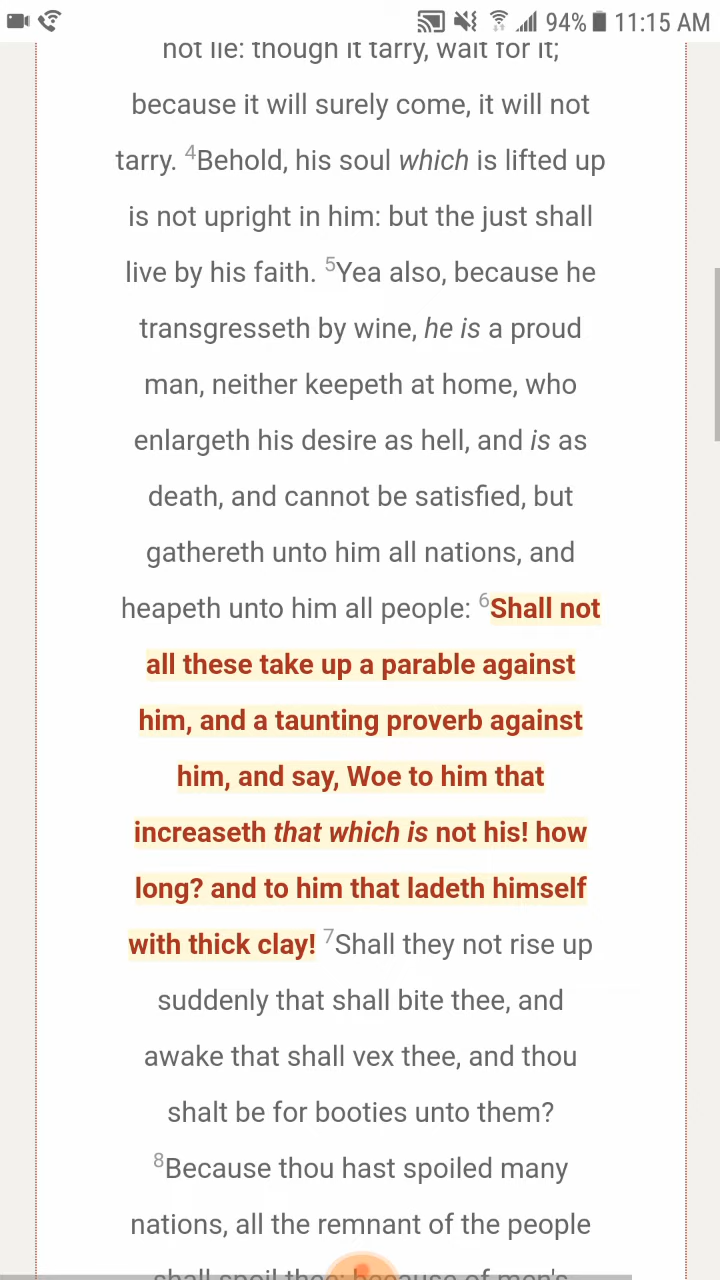 94% 11:15 AM
not lie: though it tarry, wait for it;
because it will surely come, it will not
tarry. 4Behold, his soul which is lifted up
is not upright in him: but the just shall
live by his faith. 5Yea also, because he
transgresseth by wine, he is a proud
man, neither keepeth at home, who
enlargeth his desire as hell, and is as
death, and cannot be satisfied, but
gathereth unto him all nations, and
heapeth unto him all people: 6Shall not
all these take up a parable against
him, and a taunting proverb against
him, and say, Woe to him that
increaseth that which is not his! how
long? and to him that ladeth himself
with thick clay! 7Shall they not rise up
suddenly that shall bite thee, and
awake that shall vex thee, and thou
shalt be for booties unto them?
8Because thou hast spoiled many
nations, all the remnant of the people
shall spoil thee; because of men's